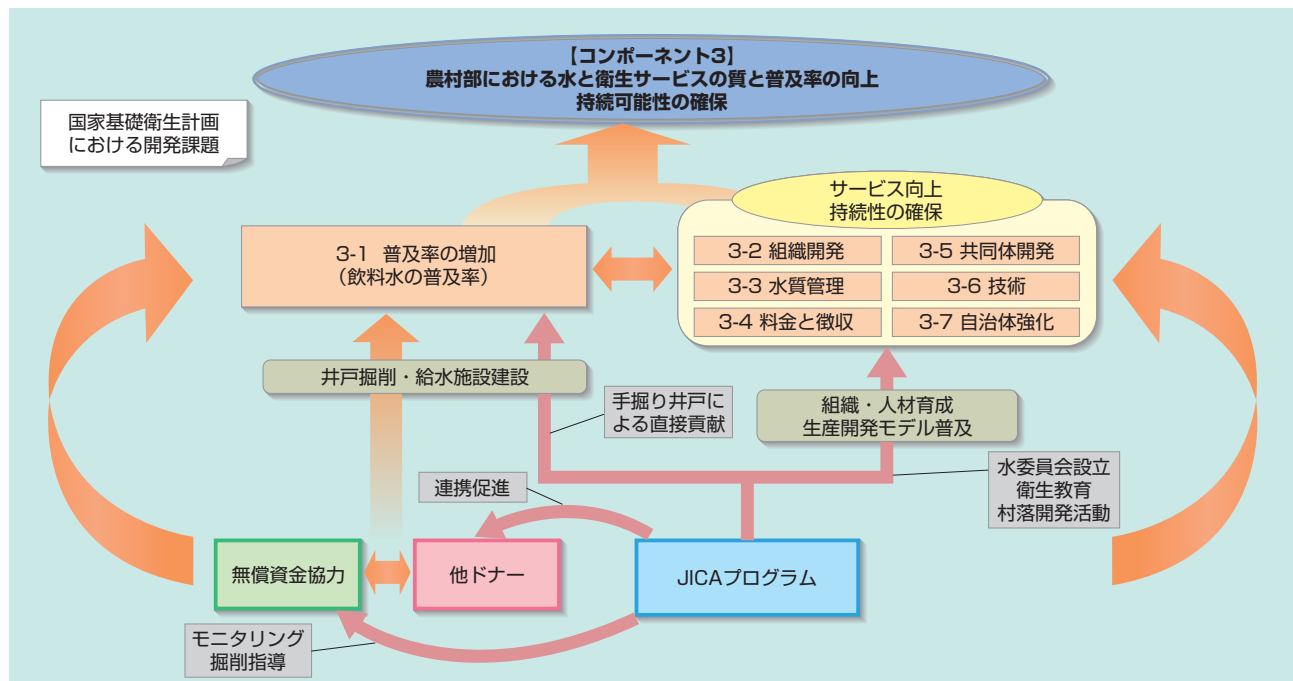 【コンポーネント3】
農村部における水と衛生サービスの質と普及率の向上
持続可能性の確保
国家基礎衛生計画
における開発課題
サービス向上
持続性の確保
3-1 普及率の増加
（飲料水の普及率）
3-2 組織開発
3-5 共同体開発
3-3 水質管理
3-6 技術
3-4 料金と徴収
3-7 自治体強化
井戸掘削・給水施設建設
手掘り井戸に
よる直接貢献
組織・人材育成
生産開発モデル普及
連携促進
水委員会設立
衛生教育
村落開発活動
無償資金協力
他ドナー
JICAプログラム
モニタリング
掘削指導